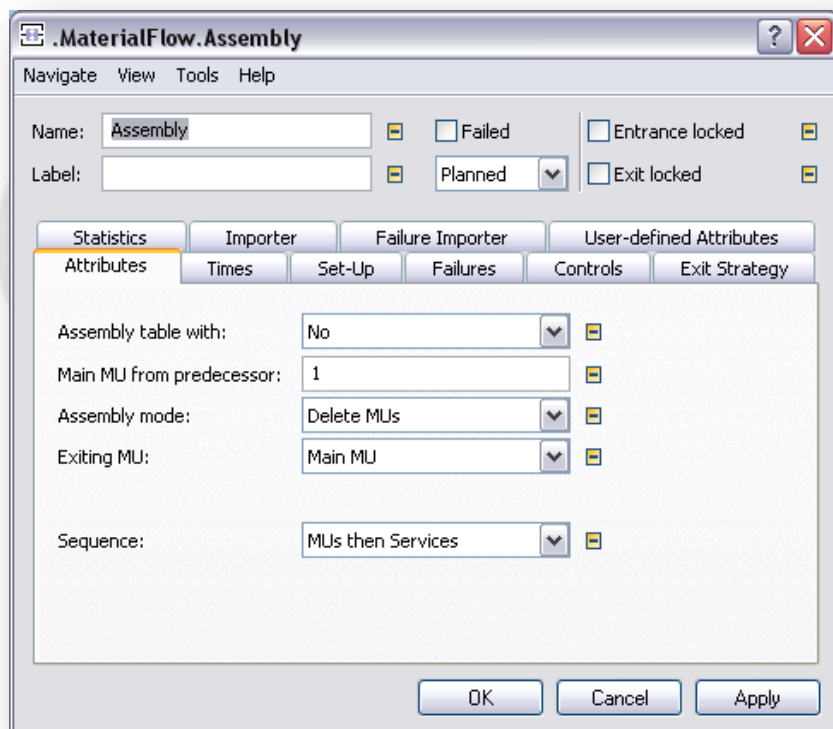 .MaterialFlow.Assembly ?
Navigate View Tools Help
Name: Assembly Failed Entrance locked
Label: Planned Exit locked
Statistics Importer Failure Importer User-defined Attributes
Attributes Times Set-Up Failures Controls Exit Strategy
Assembly table with: No
Main MU from predecessor: 1
Assembly mode: Delete MUs
Exiting MU: Main MU
Sequence: MUs then Services
OK Cancel Apply